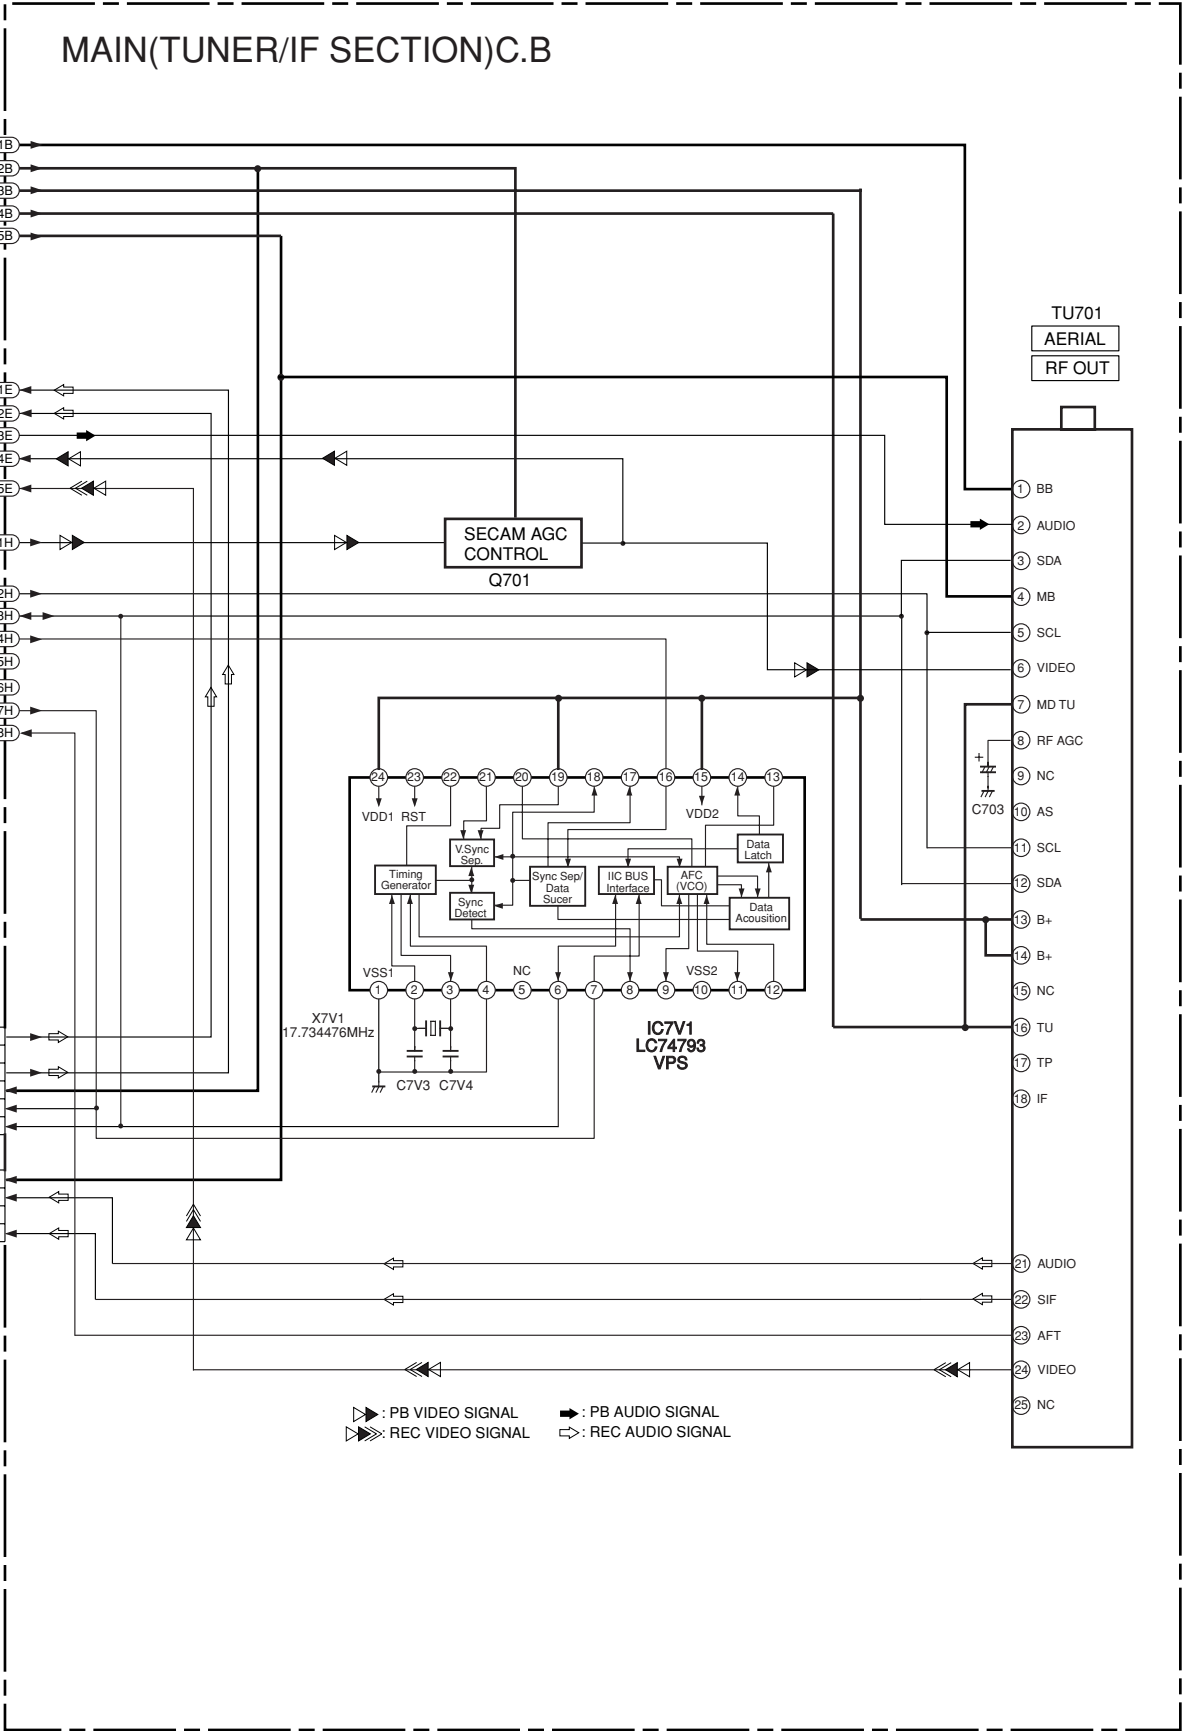 MAIN(TUNER/IF SECTION)C.B
1B
2B
3B
4B
5B
TU701
AERIAL
RF OUT
1E
2E
3E
4E
5E
1H
2H
3H
4H
5H
6H
7H
8H
SECAM AGC
CONTROL
Q701
1 BB
2 AUDIO
3 SDA
4 MB
5 SCL
6 VIDEO
7 MD TU
8 RF AGC
+
C703
9 NC
10 AS
11 SCL
12 SDA
13 B+
14 B+
15 NC
16 TU
17 TP
18 IF
21 AUDIO
22 SIF
23 AFT
24 VIDEO
25 NC
24 23 22 21 20 19 18 17 16 15 14 13
VDD1 RST VDD2
V.Sync
Sep.
Data
Latch
Timing
Generator
Sync Sep/
Data
Sucer
IIC BUS
Interface
AFC
(VCO)
Sync
Detect
Data
Acousition
VSS1 NC VSS2
1 2 3 4 5 6 7 8 9 10 11 12
X7V1
17.734476MHz
C7V3 C7V4
IC7V1
LC74793
VPS
: PB VIDEO SIGNAL
: PB AUDIO SIGNAL
: REC VIDEO SIGNAL
: REC AUDIO SIGNAL